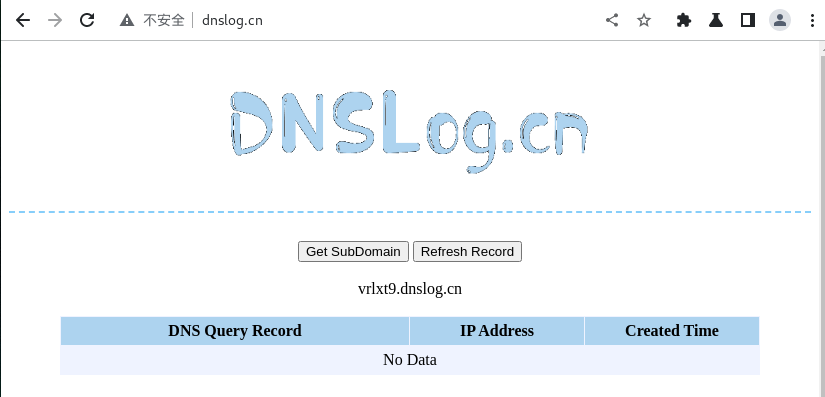 不安全 dnslog.cn
DNSLog.cn
Get SubDomain Refresh Record
vrlxt9.dnslog.cn
DNS Query Record IP Address Created Time
No Data